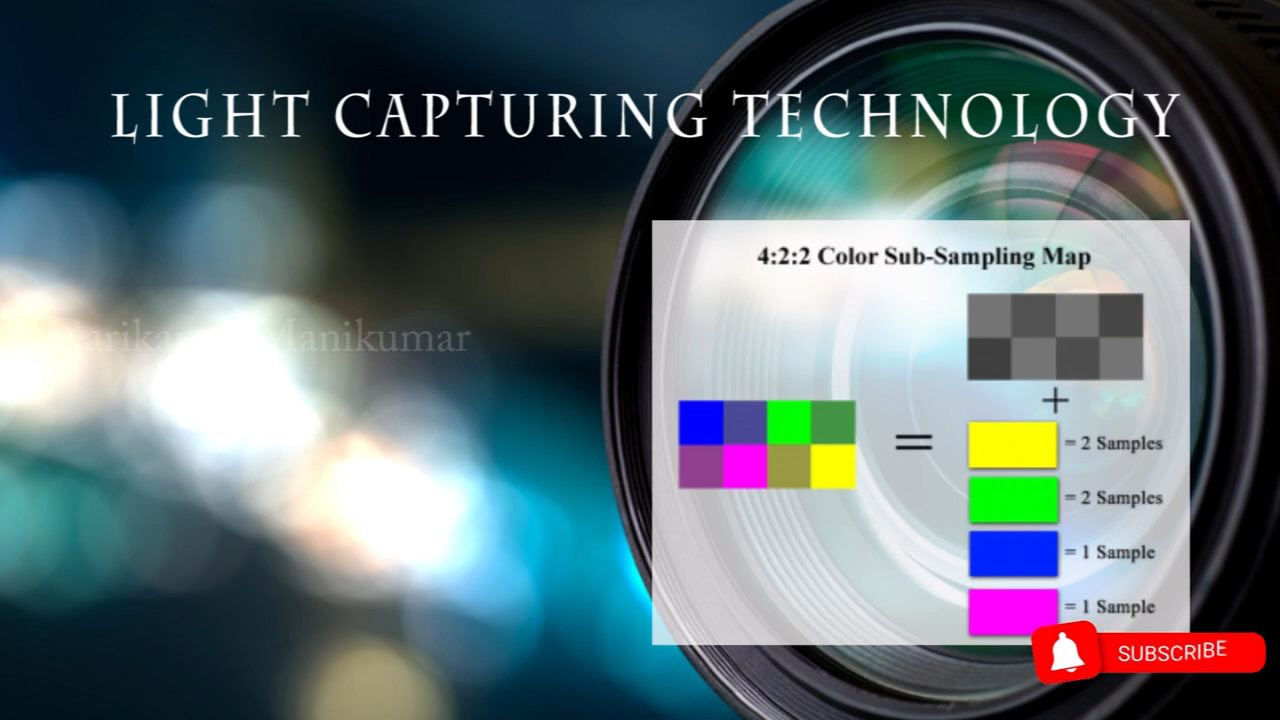 LIGHT CAPTURING TECHNOLOGY
4:2:2 Color Sub-Sampling Map
Manikumar
+
=
= 2 Samples
= 2 Samples
= 1 Sample
= 1 Sample
SUBSCRIBE